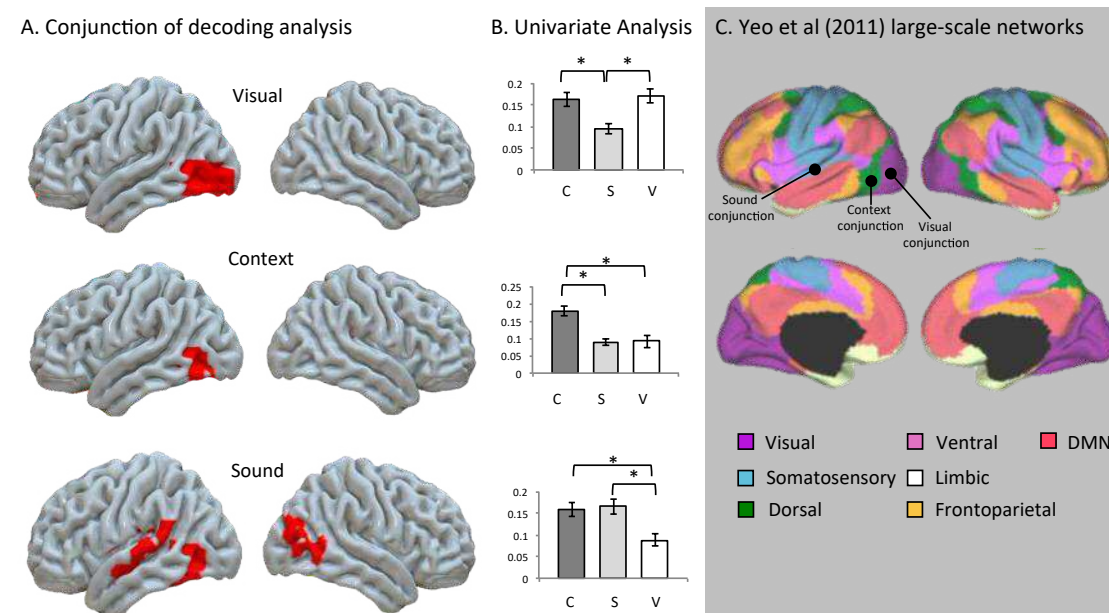 A. Conjunction of decoding analysis
B. Univariate Analysis
C. Yeo et al (2011) large-scale networks
Visual
*
*
0.2
0.15
0.1
0.05
0
C S V
Sound
conjunction
Context
conjunction
Visual
conjunction
Context
*
*
0.25
0.2
0.15
0.1
0.05
0
C S V
Sound
*
*
0.2
0.15
0.1
0.05
0
C S V
Visual
Ventral
DMN
Somatosensory
Limbic
Dorsal
Frontoparietal